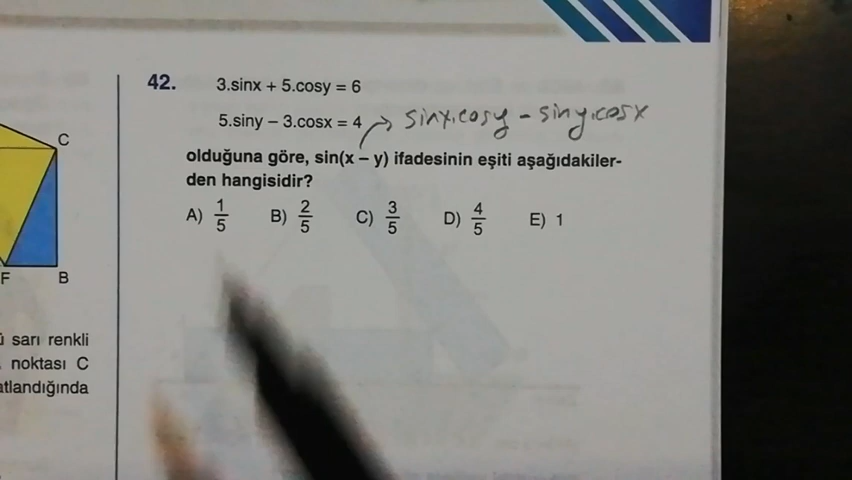 42. 3.sinx + 5.cosy = 6
5.siny − 3.cosx = 4 → sinx.cosy - siny.cosx
olduğuna göre, sin(x − y) ifadesinin eşiti aşağıdakiler-
den hangisidir?
A) 1/5 B) 2/5 C) 3/5 D) 4/5 E) 1
C
F B
ü sarı renkli
noktası C
atlandığında